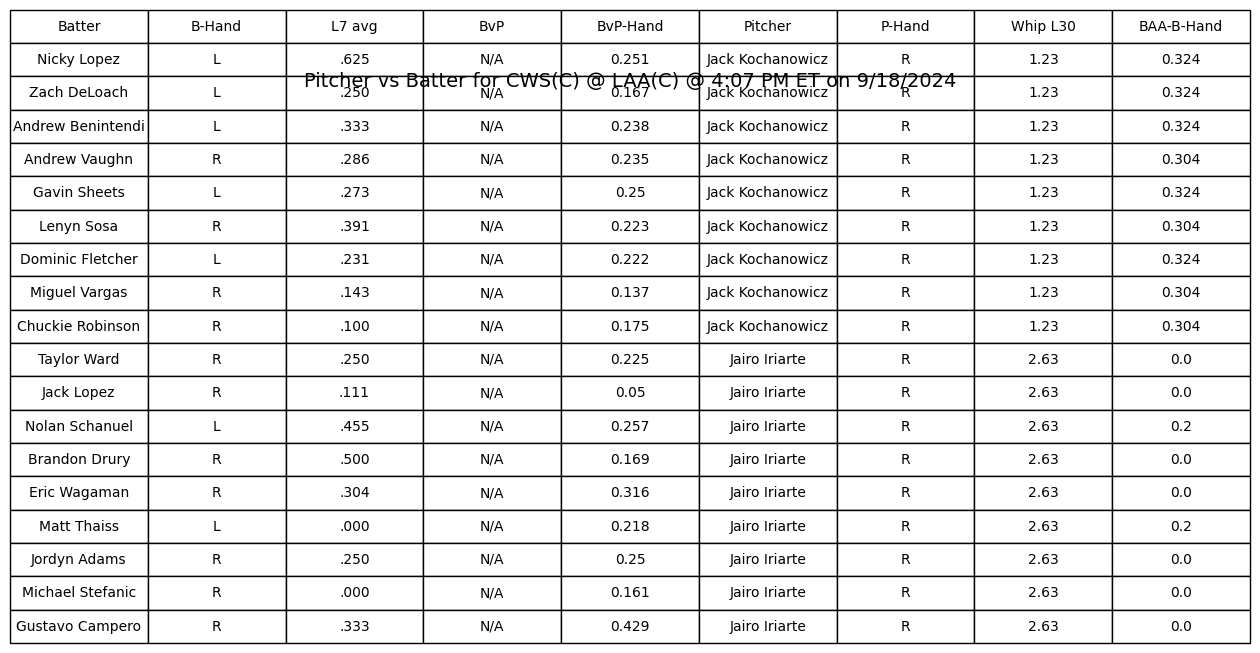 Batter B-Hand L7 avg BvP BvP-Hand Pitcher P-Hand Whip L30 BAA-B-Hand
Nicky Lopez L .625 N/A 0.251 Jack Kochanowicz R 1.23 0.324
Pitcher vs Batter for CWS(C) @ LAA(C) @ 4:07 PM ET on 9/18/2024
Zach DeLoach L .250 N/A 0.167 Jack Kochanowicz R 1.23 0.324
Andrew Benintendi L .333 N/A 0.238 Jack Kochanowicz R 1.23 0.324
Andrew Vaughn R .286 N/A 0.235 Jack Kochanowicz R 1.23 0.304
Gavin Sheets L .273 N/A 0.25 Jack Kochanowicz R 1.23 0.324
Lenyn Sosa R .391 N/A 0.223 Jack Kochanowicz R 1.23 0.304
Dominic Fletcher L .231 N/A 0.222 Jack Kochanowicz R 1.23 0.324
Miguel Vargas R .143 N/A 0.137 Jack Kochanowicz R 1.23 0.304
Chuckie Robinson R .100 N/A 0.175 Jack Kochanowicz R 1.23 0.304
Taylor Ward R .250 N/A 0.225 Jairo Iriarte R 2.63 0.0
Jack Lopez R .111 N/A 0.05 Jairo Iriarte R 2.63 0.0
Nolan Schanuel L .455 N/A 0.257 Jairo Iriarte R 2.63 0.2
Brandon Drury R .500 N/A 0.169 Jairo Iriarte R 2.63 0.0
Eric Wagaman R .304 N/A 0.316 Jairo Iriarte R 2.63 0.0
Matt Thaiss L .000 N/A 0.218 Jairo Iriarte R 2.63 0.2
Jordyn Adams R .250 N/A 0.25 Jairo Iriarte R 2.63 0.0
Michael Stefanic R .000 N/A 0.161 Jairo Iriarte R 2.63 0.0
Gustavo Campero R .333 N/A 0.429 Jairo Iriarte R 2.63 0.0